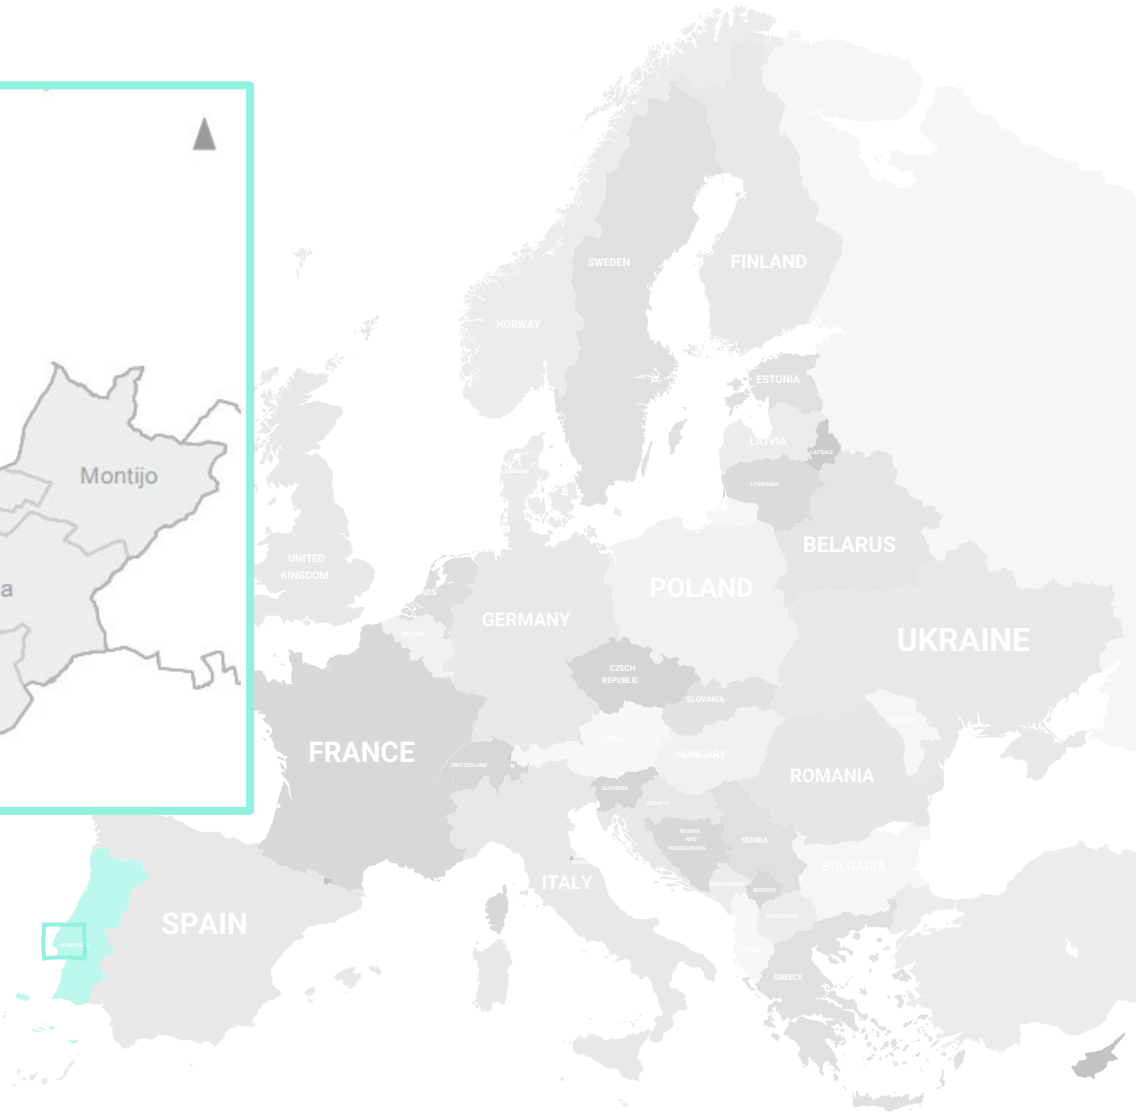 FINLAND
SWEDEN
NORWAY
ESTONIA
LATVIA
LATGALE
Montijo
LITHUANIA
BELARUS
UNITED
KINGDOM
POLAND
a
NDS
GERMANY
UKRAINE
CZECH
REPUBLIC
SLOVAKIA
FRANCE
HUNGARY
SWITZERLAND
ROMANIA
SLOVENIA
CROATIA
BOSNIA
AND
HERZEGOVINA
SERBIA
BULGARIA
ITALY
KOSOVO
SPAIN
PORTUGAL
GREECE